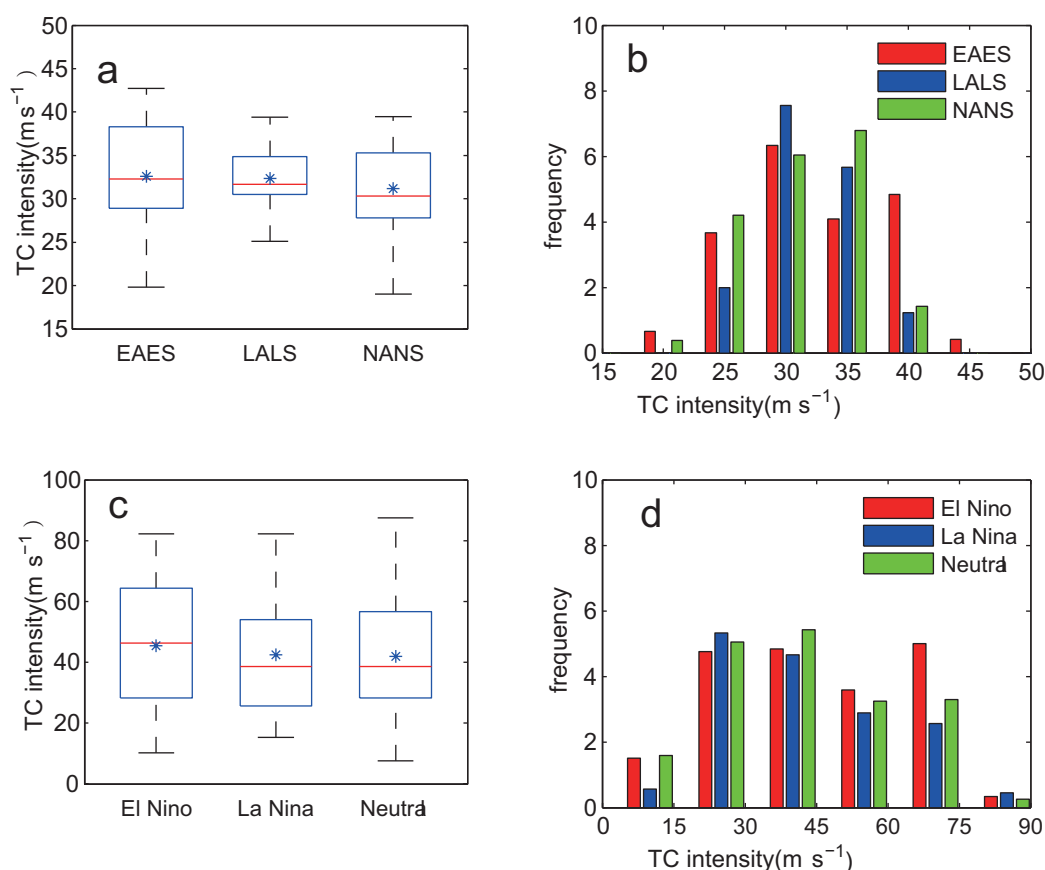 a
TC intensity(m s−1)
50
45
40
35
30
25
20
15
EAES LALS NANS
b
EAES
LALS
NANS
frequency
10
8
6
4
2
0
15 20 25 30 35 40 45 50
TC intensity(m s−1)
c
TC intensity(m s−1)
100
80
60
40
20
0
El Nino La Nina Neutral
d
El Nino
La Nina
Neutral
frequency
10
8
6
4
2
0
0 15 30 45 60 75 90
TC intensity(m s−1)